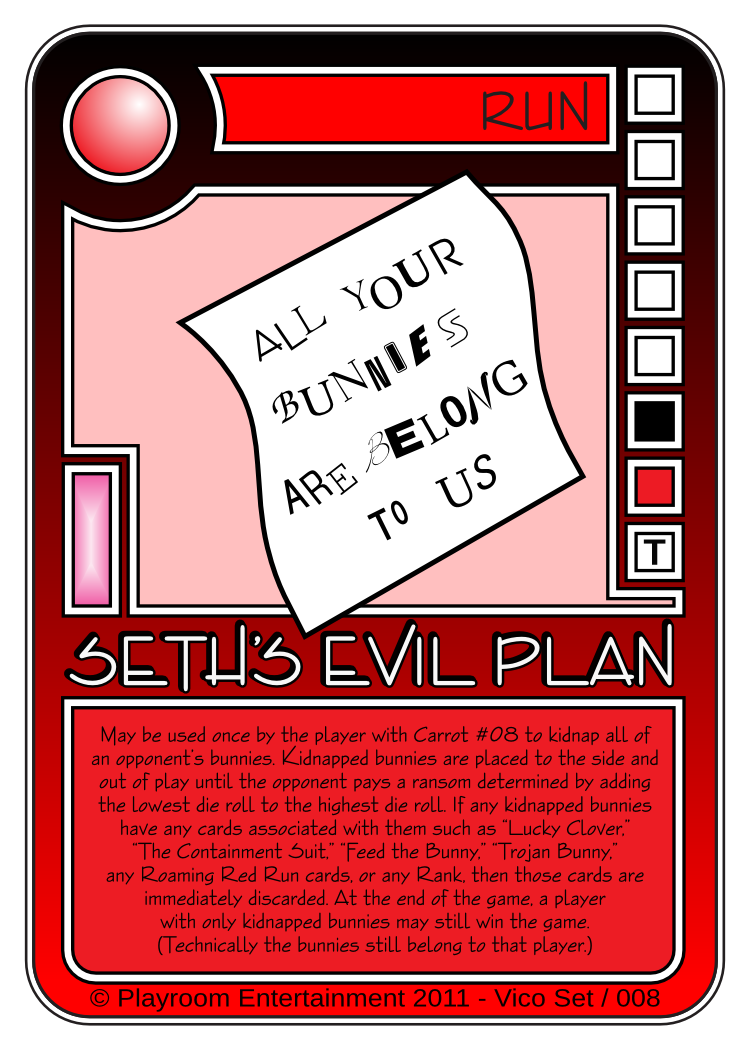 RUN
ALL YOUR
BUNNIES
ARE BELONG
TO US
T
SETH'S EVIL PLAN
May be used once by the player with Carrot #08 to kidnap all of
an opponent's bunnies. Kidnapped bunnies are placed to the side and
out of play until the opponent pays a ransom determined by adding
the lowest die roll to the highest die roll. If any kidnapped bunnies
have any cards associated with them such as "Lucky Clover,"
"The Containment Suit," "Feed the Bunny," "Trojan Bunny,"
any Roaming Red Run cards, or any Rank, then those cards are
immediately discarded. At the end of the game, a player
with only kidnapped bunnies may still win the game.
(Technically the bunnies still belong to that player.)
© Playroom Entertainment 2011 - Vico Set / 008